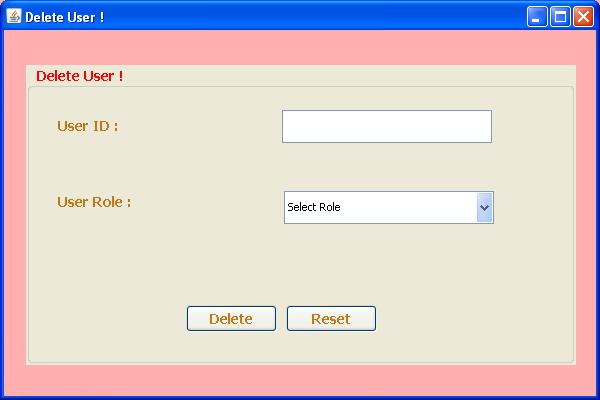 Delete User !
Delete User !
User ID :
User Role :
Select Role
Delete
Reset